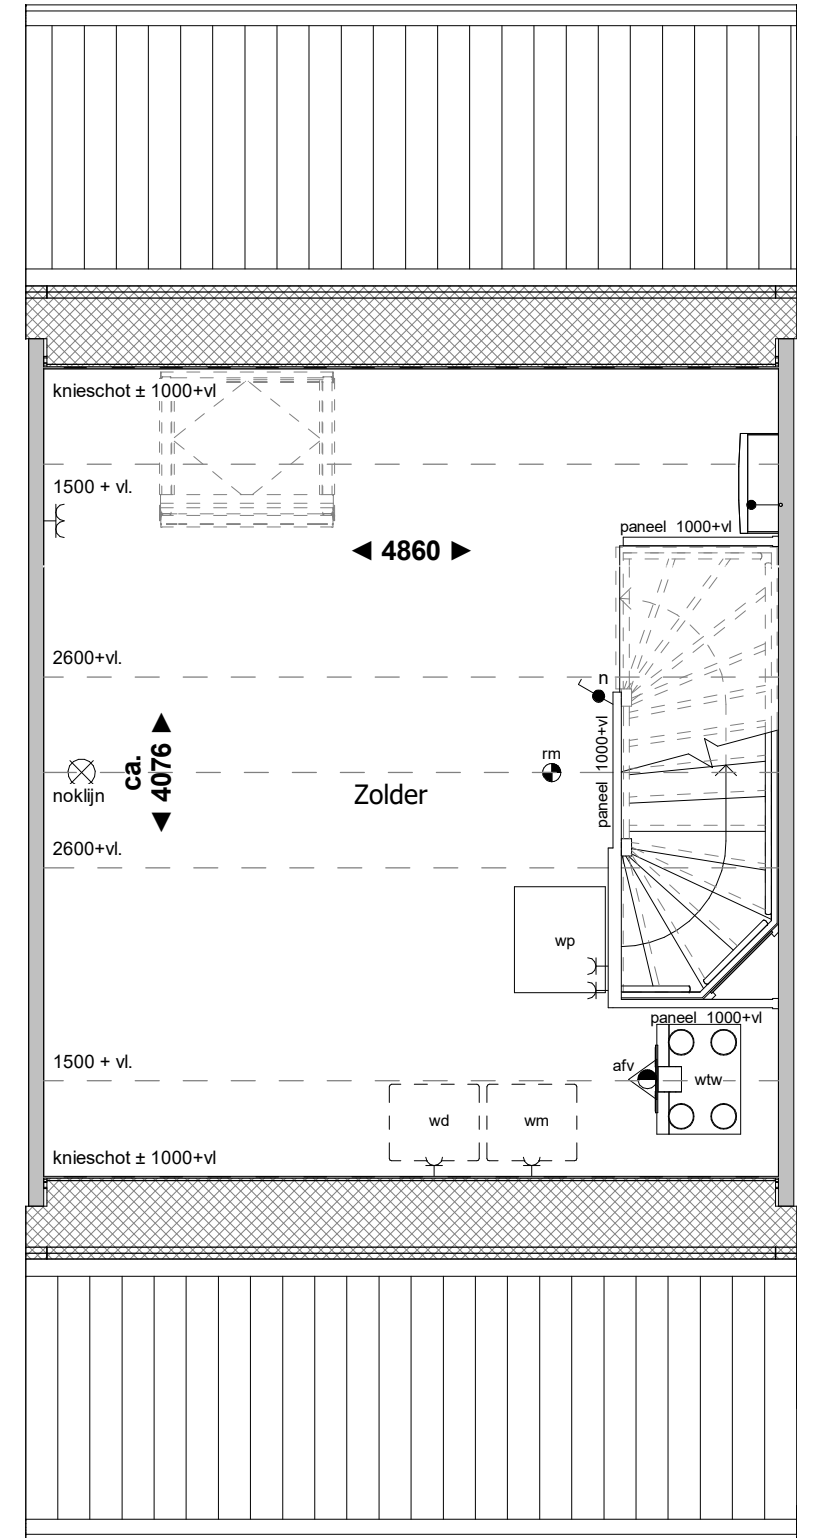 knieschot ± 1000+vl
1500 + vl.
paneel 1000+vl
◄ 4860 ►
2600+vl.
n
paneel 1000+vl
rm
ca.
◄ 4076 ►
noklijn
Zolder
2600+vl.
wp
paneel 1000+vl
1500 + vl.
afv
wtw
wd
wm
knieschot ± 1000+vl